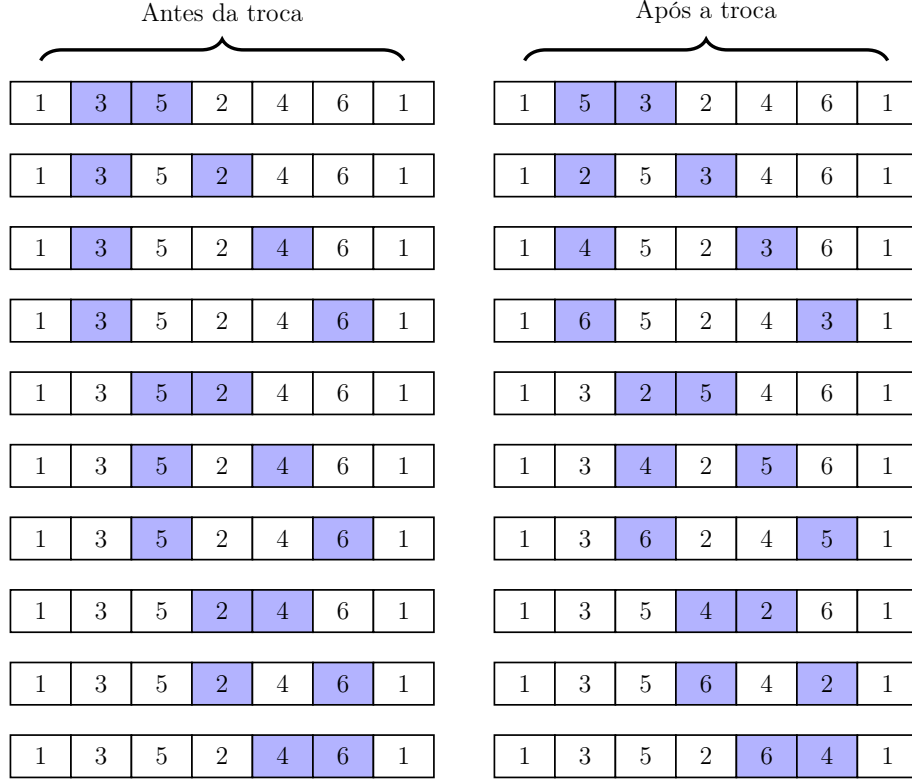 Antes da troca Após a troca
1 3 5 2 4 6 1 1 5 3 2 4 6 1
1 3 5 2 4 6 1 1 2 5 3 4 6 1
1 3 5 2 4 6 1 1 4 5 2 3 6 1
1 3 5 2 4 6 1 1 6 5 2 4 3 1
1 3 5 2 4 6 1 1 3 2 5 4 6 1
1 3 5 2 4 6 1 1 3 4 2 5 6 1
1 3 5 2 4 6 1 1 3 6 2 4 5 1
1 3 5 2 4 6 1 1 3 5 4 2 6 1
1 3 5 2 4 6 1 1 3 5 6 4 2 1
1 3 5 2 4 6 1 1 3 5 2 6 4 1